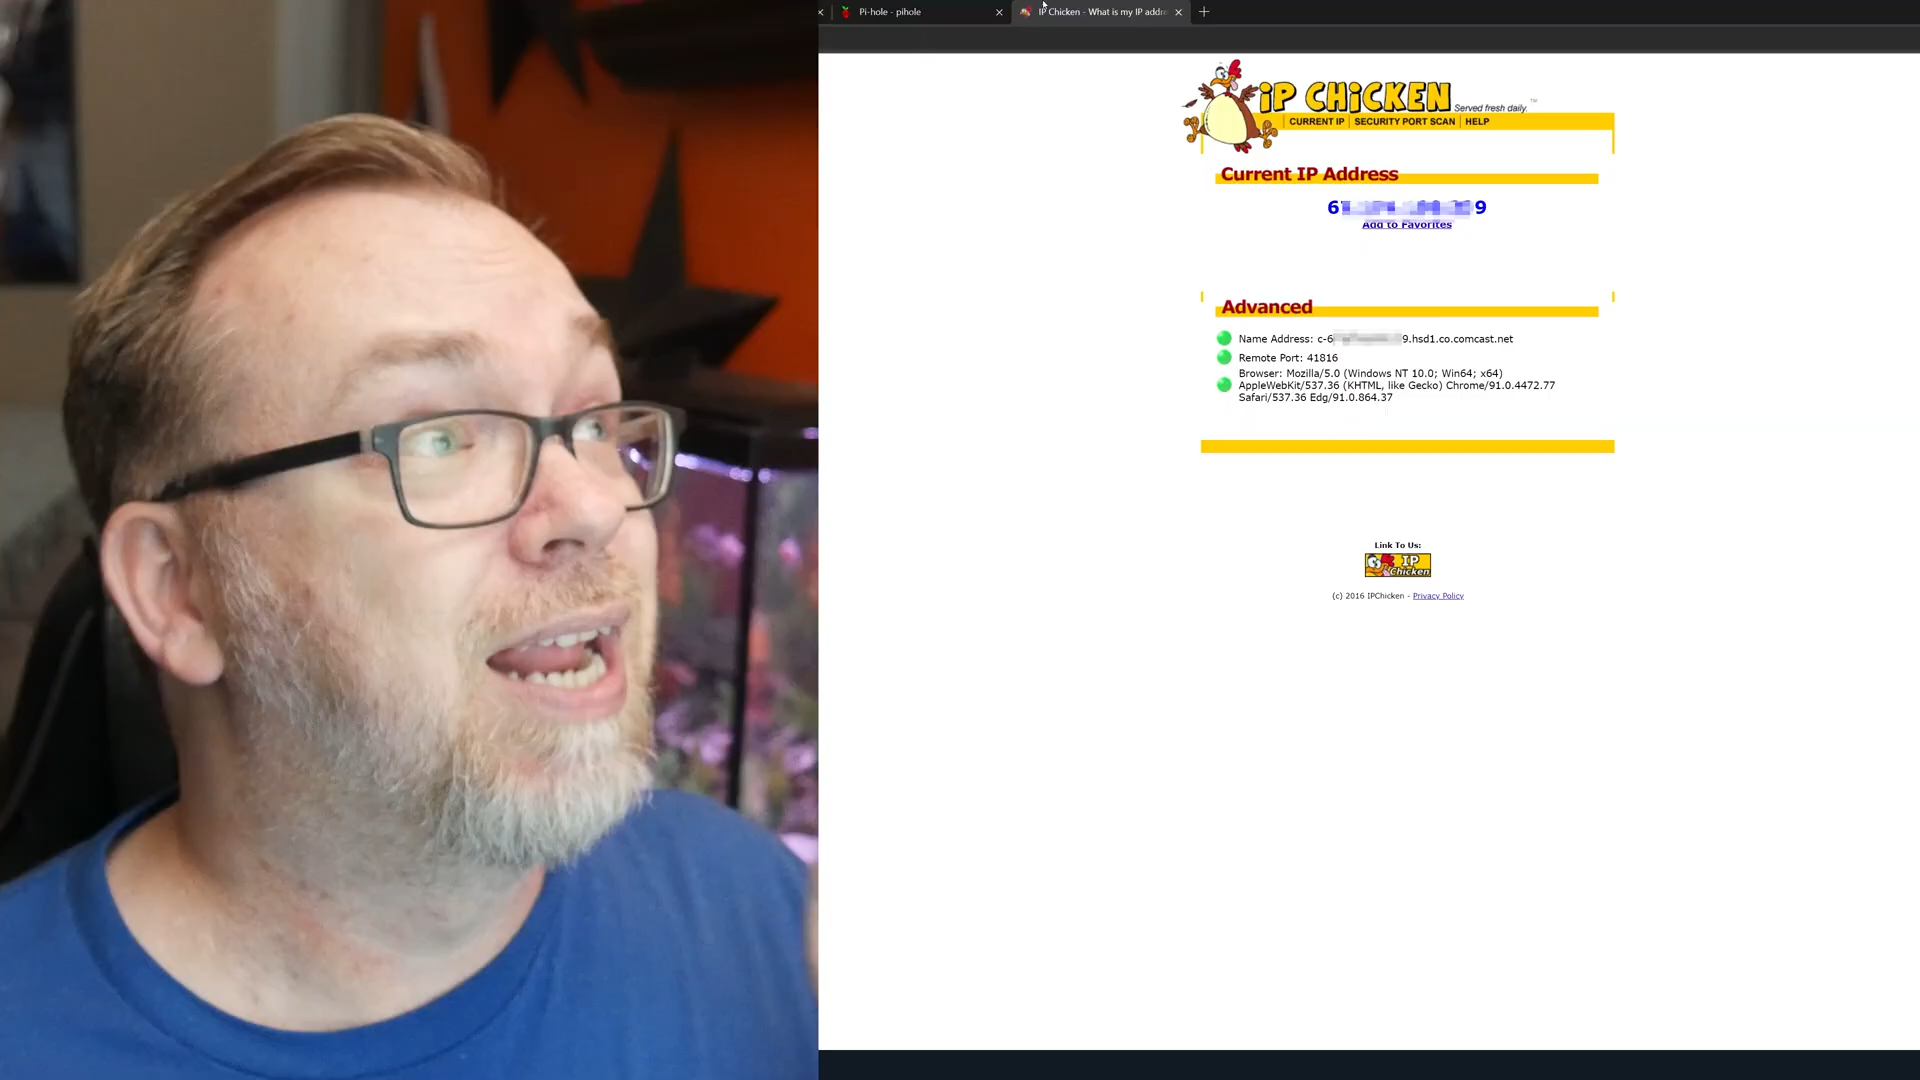 Pi-hole - pihole
IP Chicken - What is my IP addre
iP CHiCKEN Served fresh daily. ™
CURRENT IP | SECURITY PORT SCAN | HELP
Current IP Address
6 9
Add to Favorites
Advanced
Name Address: c-6 9.hsd1.co.comcast.net
Remote Port: 41816
Browser: Mozilla/5.0 (Windows NT 10.0; Win64; x64)
AppleWebKit/537.36 (KHTML, like Gecko) Chrome/91.0.4472.77
Safari/537.36 Edg/91.0.864.37
Link To Us:
IP
Chicken
(c) 2016 IPChicken - Privacy Policy